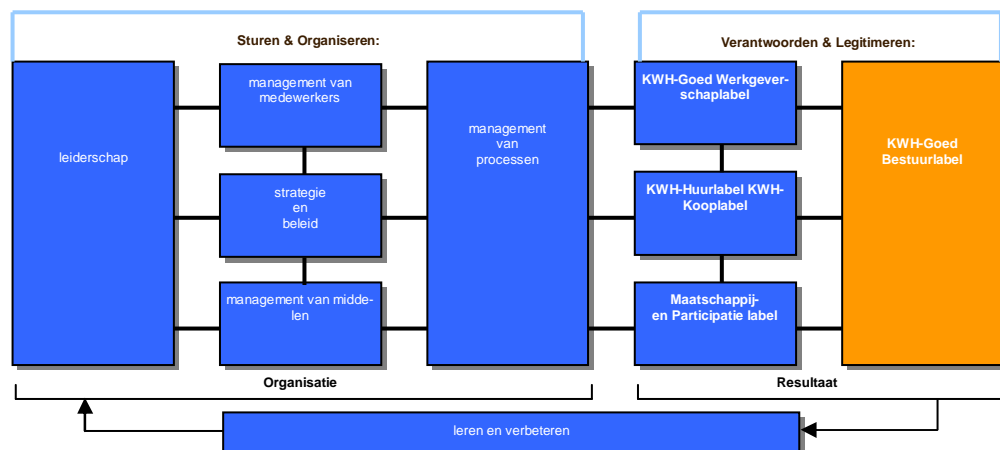 Sturen & Organiseren:
Verantwoorden & Legitimeren:
leiderschap
management van
medewerkers
strategie
en
beleid
management van midde-
len
management
van
processen
KWH-Goed Werkgever-
schaplabel
KWH-Huurlabel KWH-
Kooplabel
Maatschappij-
en Participatie label
KWH-Goed
Bestuurlabel
Organisatie
Resultaat
leren en verbeteren